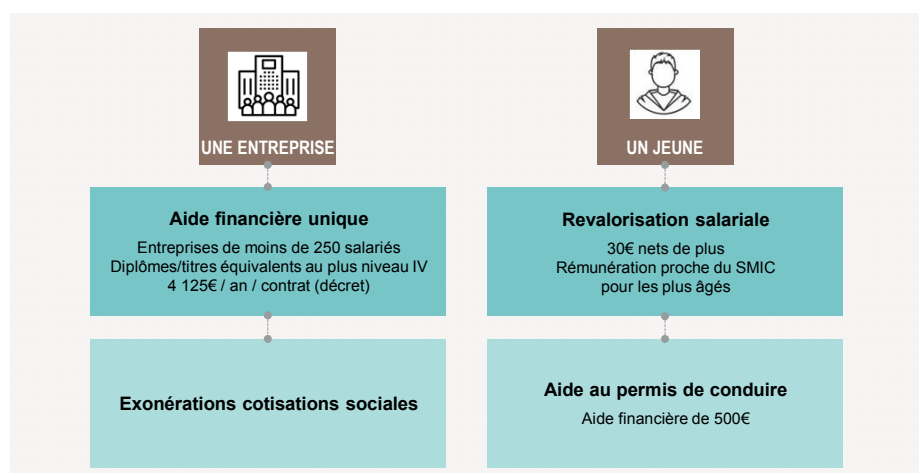 UNE ENTREPRISE
Aide financière unique
Entreprises de moins de 250 salariés
Diplômes/titres équivalents au plus niveau IV
4 125€ / an / contrat (décret)
Exonérations cotisations sociales
UN JEUNE
Revalorisation salariale
30€ nets de plus
Rémunération proche du SMIC
pour les plus âgés
Aide au permis de conduire
Aide financière de 500€